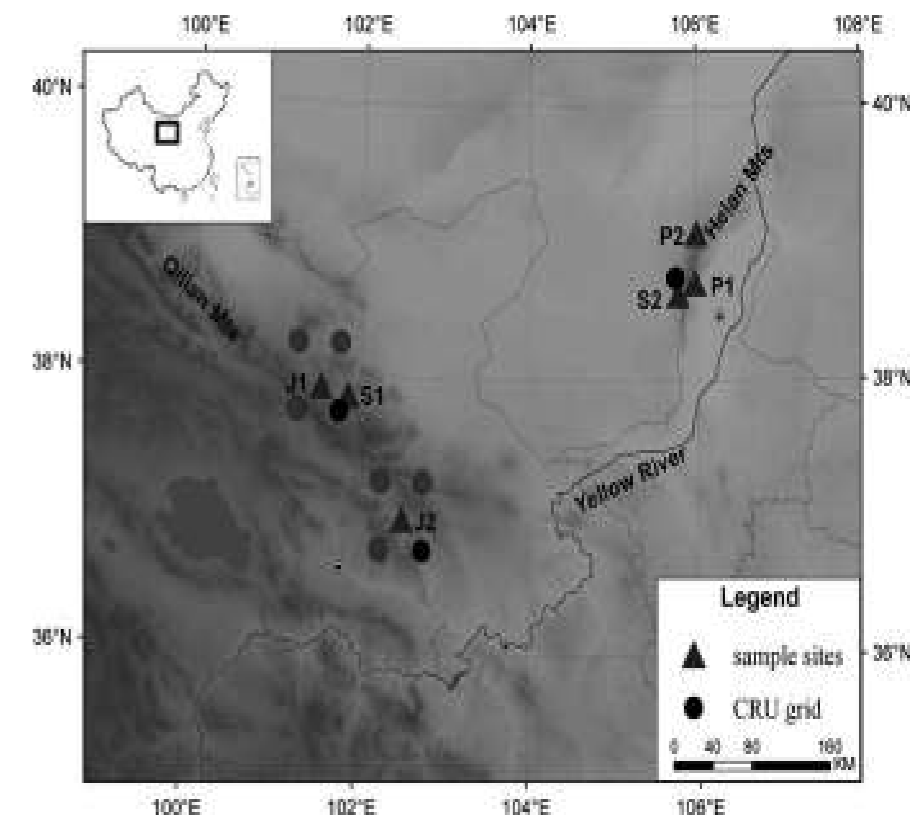 100°E 102°E 104°E 106°E 108°E
40°N
40°N
Helan Mts
P2
Qilian Mts
P1
S2
38°N
38°N
J1
S1
Yellow River
J2
Legend
36°N
sample sites
36°N
CRU grid
0 40 80 160
KM
100°E 102°E 104°E 106°E